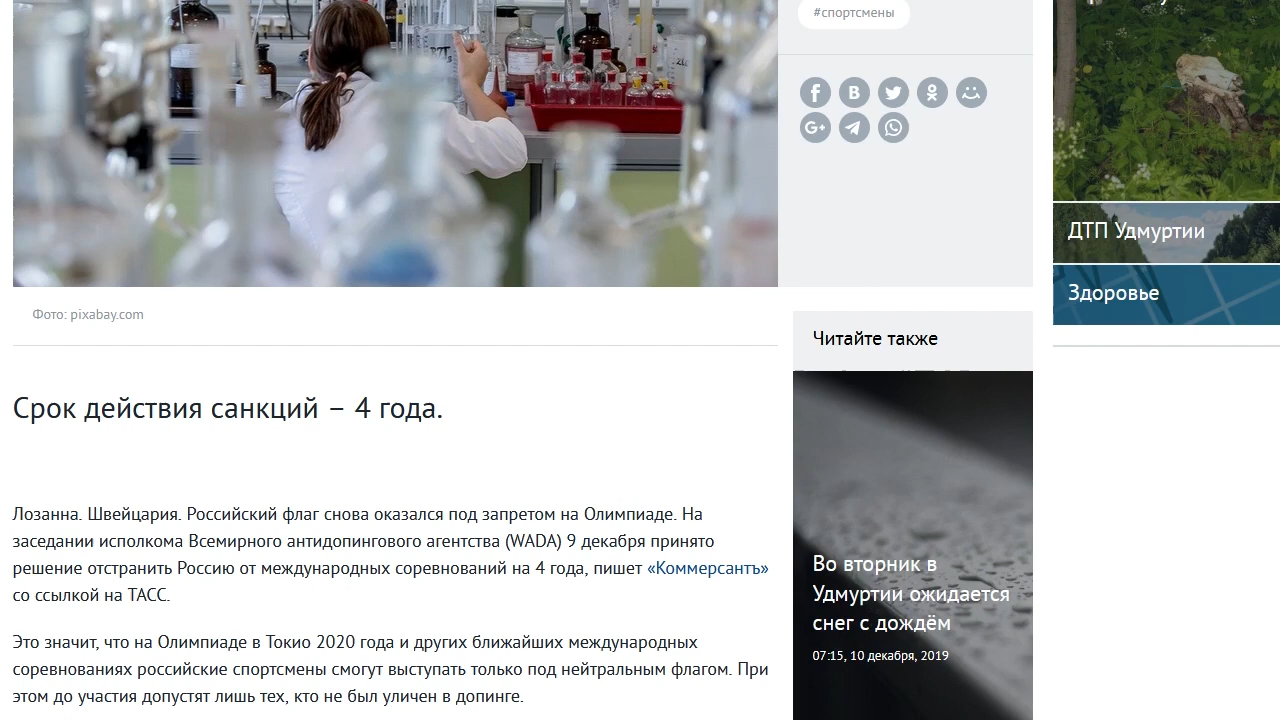 #спортсмены
ДТП Удмуртии
Здоровье
Фото: pixabay.com
Читайте также
Срок действия санкций – 4 года.
Лозанна. Швейцария. Российский флаг снова оказался под запретом на Олимпиаде. На
заседании исполкома Всемирного антидопингового агентства (WADA) 9 декабря принято
решение отстранить Россию от международных соревнований на 4 года, пишет «Коммерсантъ»
со ссылкой на ТАСС.
Это значит, что на Олимпиаде в Токио 2020 года и других ближайших международных
соревнованиях российские спортсмены смогут выступать только под нейтральным флагом. При
этом до участия допустят лишь тех, кто не был уличен в допинге.
Во вторник в
Удмуртии ожидается
снег с дождём
07:15, 10 декабря, 2019